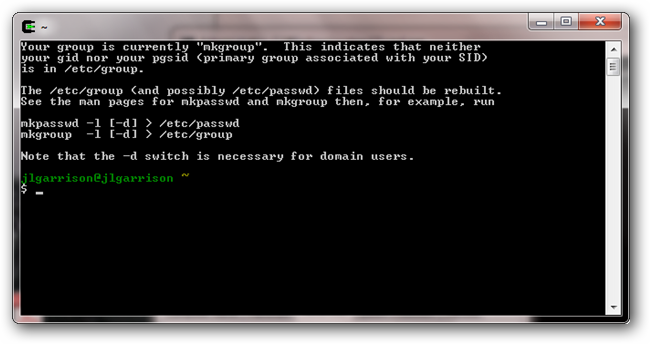 ~
Your group is currently "mkgroup".  This indicates that neither
your gid nor your pgsid (primary group associated with your SID)
is in /etc/group.
The /etc/group (and possibly /etc/passwd) files should be rebuilt.
See the man pages for mkpasswd and mkgroup then, for example, run
mkpasswd -l [-d] > /etc/passwd
mkgroup  -l [-d] > /etc/group
Note that the -d switch is necessary for domain users.
jlgarrison@jlgarrison ~
$